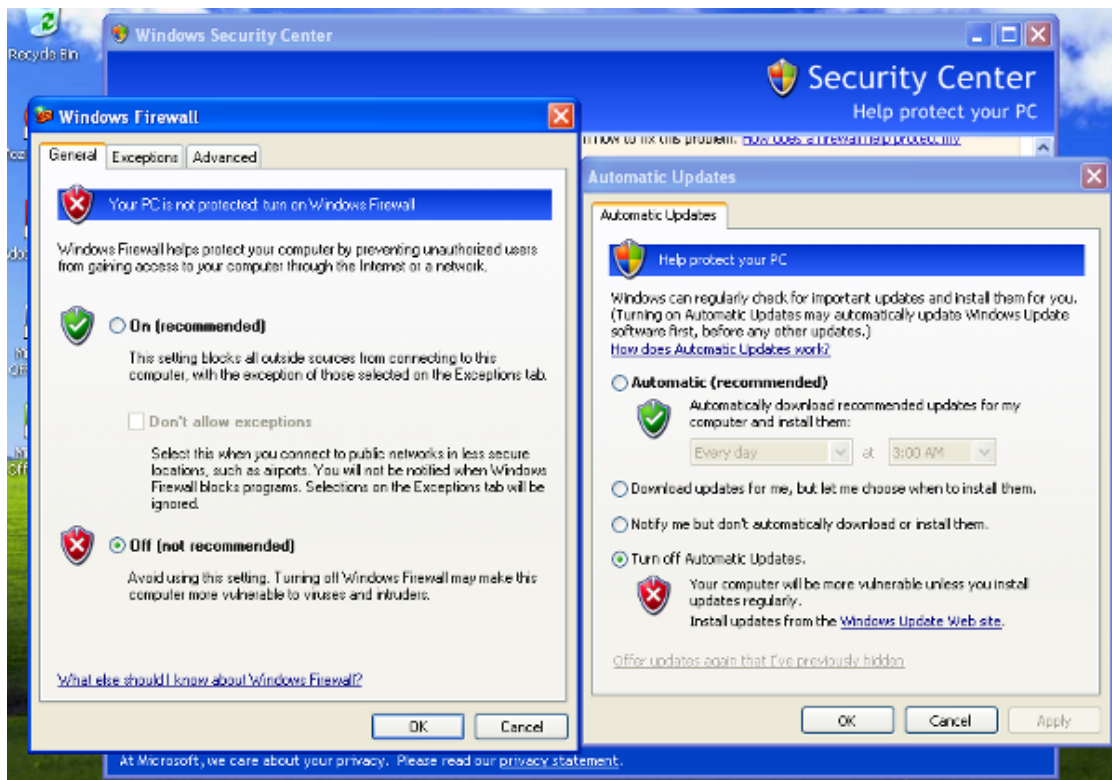 Recycle Bin
Windows Security Center
Security Center
Help protect your PC
how to fix this problem. How does a firewall help protect my
Windows Firewall
General
Exceptions
Advanced
Your PC is not protected: turn on Windows Firewall
Windows Firewall helps protect your computer by preventing unauthorized users
from gaining access to your computer through the Internet or a network.
On (recommended)
This setting blocks all outside sources from connecting to this
computer, with the exception of those selected on the Exceptions tab.
Don't allow exceptions
Select this when you connect to public networks in less secure
locations, such as airports. You will not be notified when Windows
Firewall blocks programs. Selections on the Exceptions tab will be
ignored.
Off (not recommended)
Avoid using this setting. Turning off Windows Firewall may make this
computer more vulnerable to viruses and intruders.
What else should I know about Windows Firewall?
OK
Cancel
Automatic Updates
Automatic Updates
Help protect your PC
Windows can regularly check for important updates and install them for you.
(Turning on Automatic Updates may automatically update Windows Update
software first, before any other updates.)
How does Automatic Updates work?
Automatic (recommended)
Automatically download recommended updates for my
computer and install them:
Every day at 3:00 AM
Download updates for me, but let me choose when to install them.
Notify me but don't automatically download or install them.
Turn off Automatic Updates.
Your computer will be more vulnerable unless you install
updates regularly.
Install updates from the Windows Update Web site.
Offer updates again that I've previously hidden
OK
Cancel
Apply
At Microsoft, we care about your privacy. Please read our privacy statement.